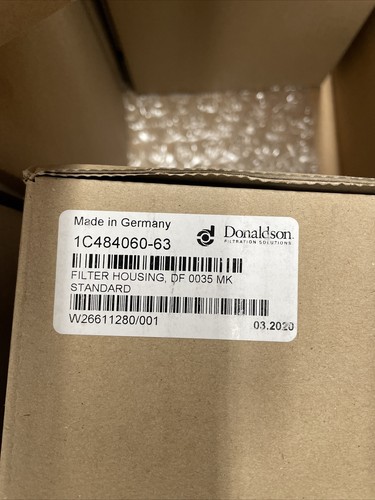 Made in Germany
Donaldson
FILTRATION SOLUTIONS
1C484060-63
FILTER HOUSING, DF 0035 MK
STANDARD
W26611280/001
03.2020